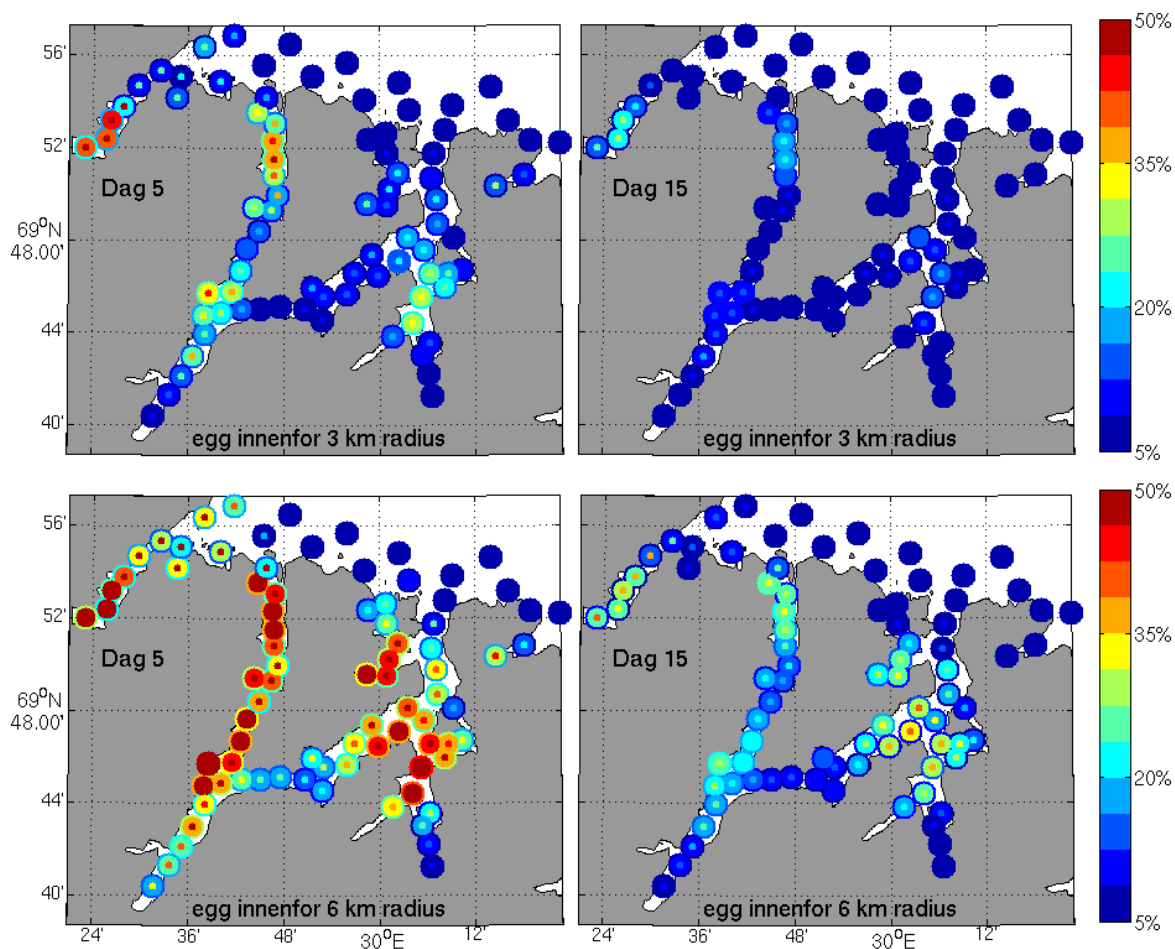 50%
56'
52'
Dag 5
Dag 15
35%
69°N
48.00'
20%
44'
40'
egg innenfor 3 km radius
egg innenfor 3 km radius
5%
50%
56'
52'
Dag 5
Dag 15
35%
69°N
48.00'
20%
44'
40'
egg innenfor 6 km radius
egg innenfor 6 km radius
5%
24' 36' 48' 30°E 12' 24' 36' 48' 30°E 12'